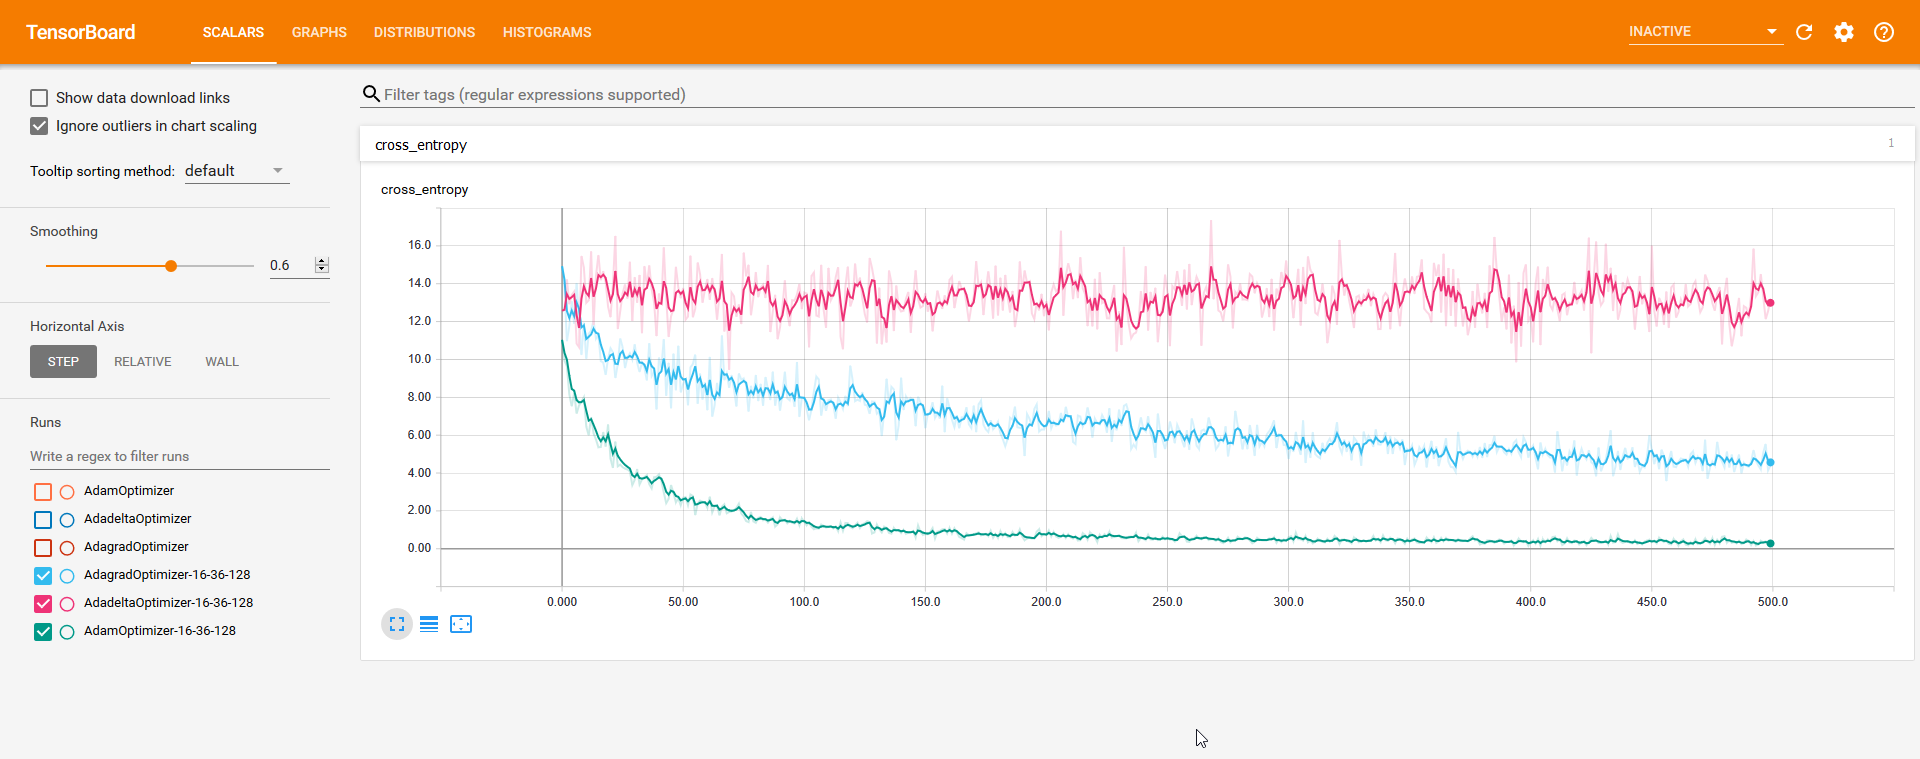 TensorBoard SCALARS GRAPHS DISTRIBUTIONS HISTOGRAMS INACTIVE
Show data download links
Ignore outliers in chart scaling
Tooltip sorting method: default
Smoothing
0.6
Horizontal Axis
STEP RELATIVE WALL
Runs
Write a regex to filter runs
AdamOptimizer
AdadeltaOptimizer
AdagradOptimizer
AdagradOptimizer-16-36-128
AdadeltaOptimizer-16-36-128
AdamOptimizer-16-36-128
Filter tags (regular expressions supported)
cross_entropy 1
cross_entropy
16.0
14.0
12.0
10.0
8.00
6.00
4.00
2.00
0.00
0.000 50.00 100.0 150.0 200.0 250.0 300.0 350.0 400.0 450.0 500.0